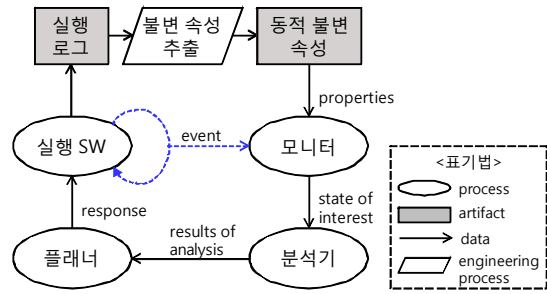 실행
로그
불변 속성
추출
동적 불변
속성
properties
실행 SW
event
모니터
response
results of
analysis
state of
interest
플래너
분석기
<표기법>
process
artifact
data
engineering
process